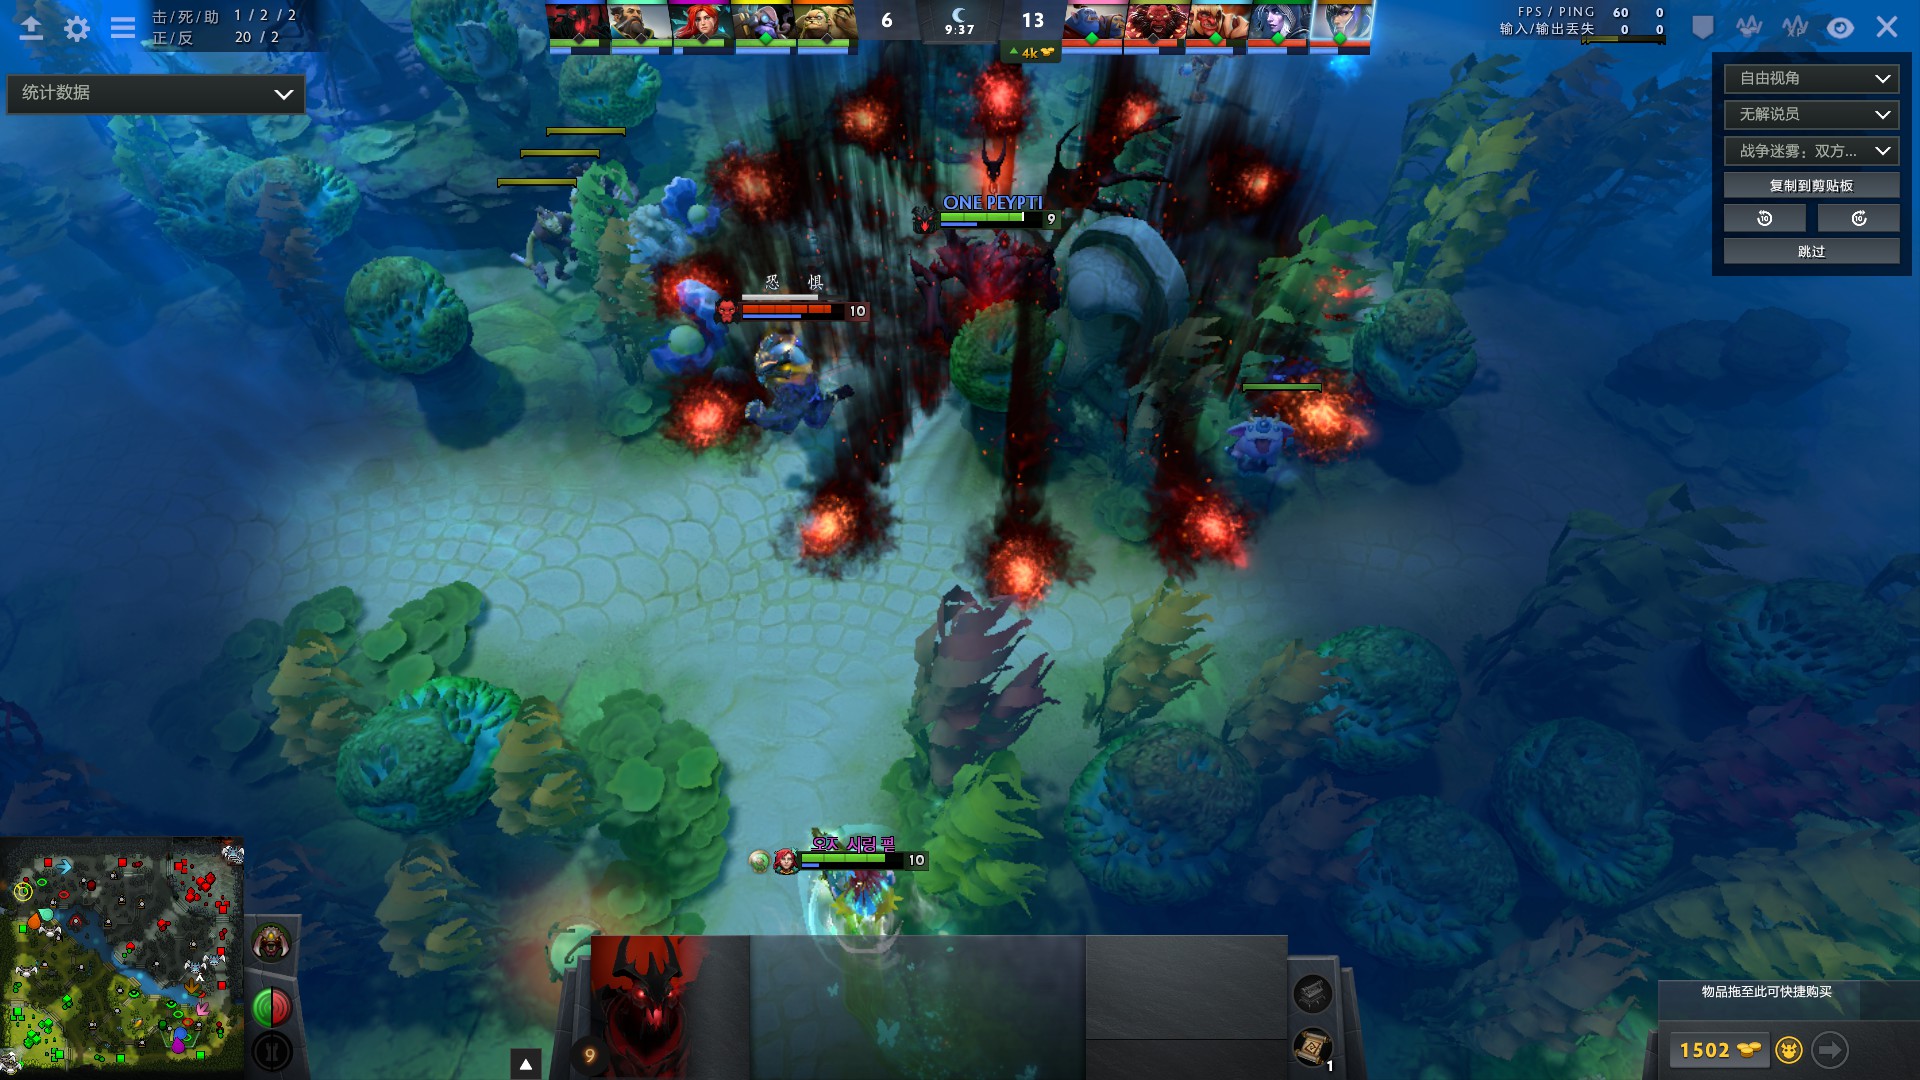 击/死/助 1 / 2 / 2
正/反 20 / 2
6
9:37
13
4k
FPS / PING 60 0
输入/输出丢失 0 0
统计数据
自由视角
无解说员
战争迷雾：双方...
复制到剪贴板
10 10
跳过
ONE PEYPTI
9
恐 惧
10
오즈 시링 펄
10
9
1
物品拖至此可快捷购买
1502